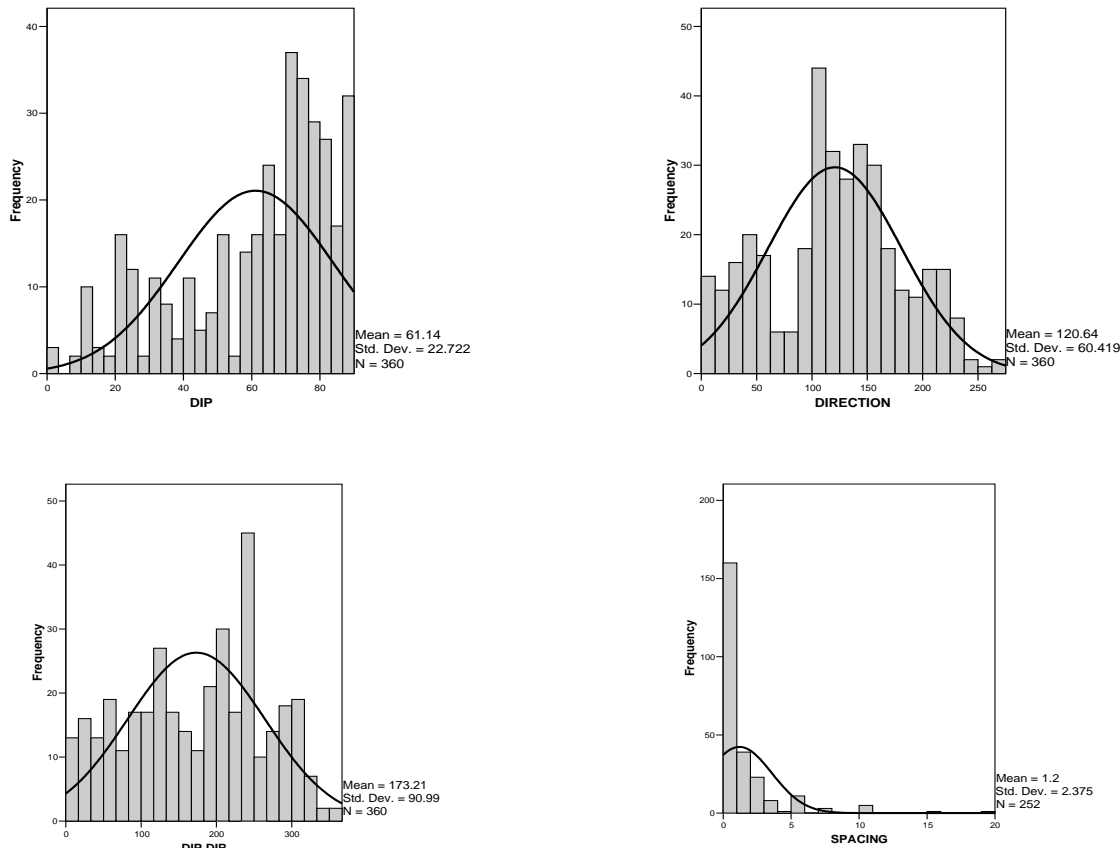 40
30
20
10
0
Frequency
0 20 40 60 80
DIP
Mean = 61.14
Std. Dev. = 22.722
N = 360
50
40
30
20
10
0
Frequency
0 50 100 150 200 250
DIRECTION
Mean = 120.64
Std. Dev. = 60.419
N = 360
50
40
30
20
10
0
Frequency
0 100 200 300
DIP DIR
Mean = 173.21
Std. Dev. = 90.99
N = 360
200
150
100
50
0
Frequency
0 5 10 15 20
SPACING
Mean = 1.2
Std. Dev. = 2.375
N = 252